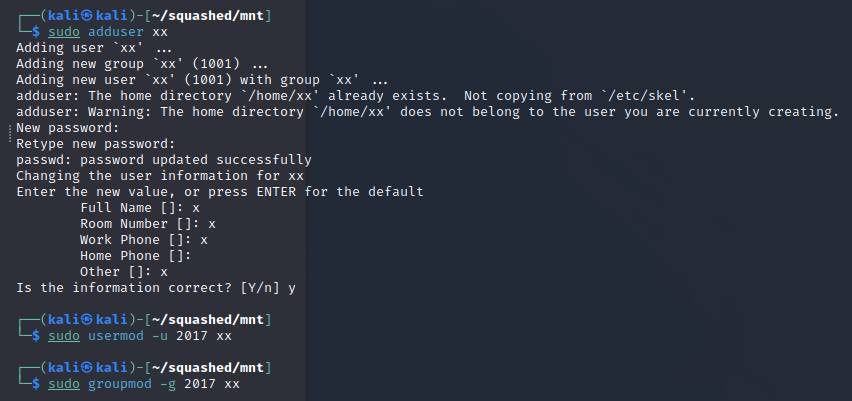 ┌──(kali㉿kali)-[~/squashed/mnt]
└─$ sudo adduser xx
Adding user `xx' ...
Adding new group `xx' (1001) ...
Adding new user `xx' (1001) with group `xx' ...
adduser: The home directory `/home/xx' already exists.  Not copying from `/etc/skel'.
adduser: Warning: The home directory `/home/xx' does not belong to the user you are currently creating.
New password:
Retype new password:
passwd: password updated successfully
Changing the user information for xx
Enter the new value, or press ENTER for the default
        Full Name []: x
        Room Number []: x
        Work Phone []: x
        Home Phone []:
        Other []: x
Is the information correct? [Y/n] y
┌──(kali㉿kali)-[~/squashed/mnt]
└─$ sudo usermod -u 2017 xx
┌──(kali㉿kali)-[~/squashed/mnt]
└─$ sudo groupmod -g 2017 xx